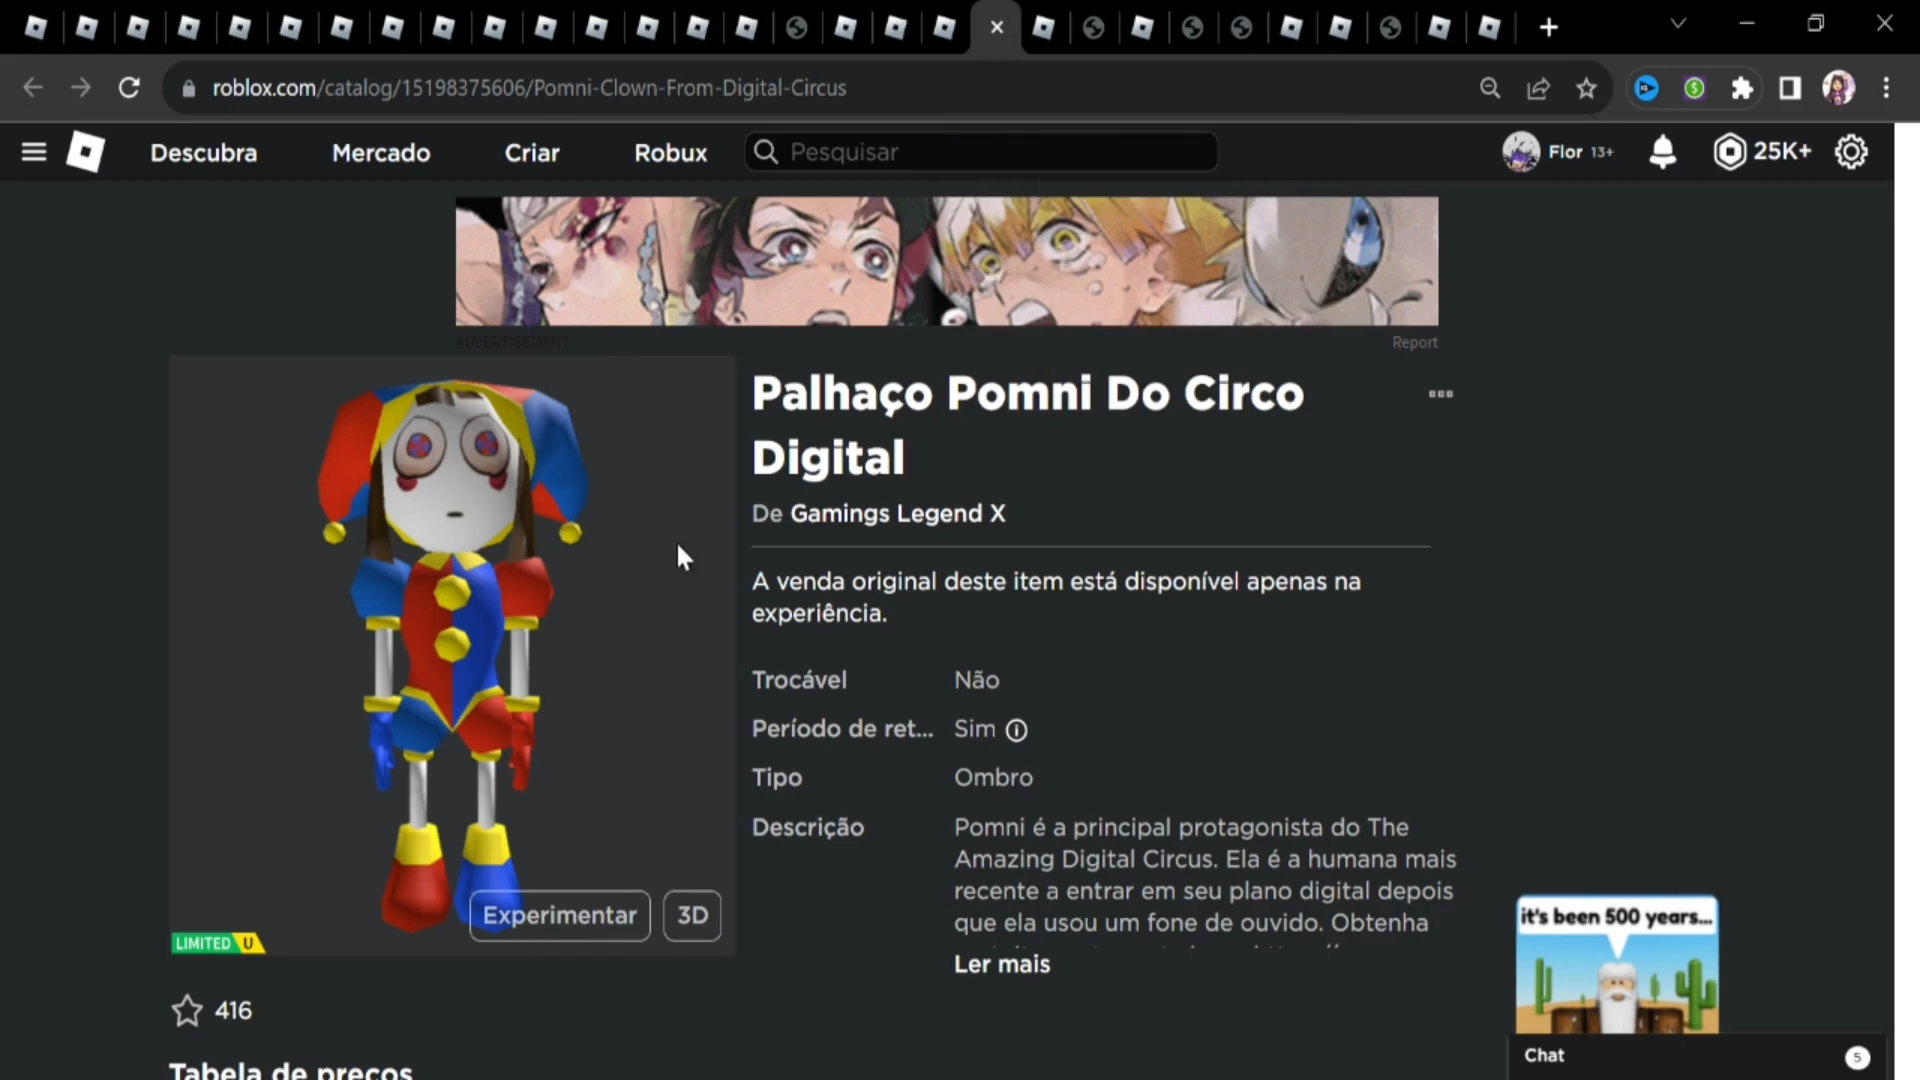 roblox.com/catalog/15198375606/Pomni-Clown-From-Digital-Circus
Descubra
Mercado
Criar
Robux
Pesquisar
Flor 13+
25K+
ADVERTISEMENT
Report
Palhaço Pomni Do Circo
Digital
De Gamings Legend X
A venda original deste item está disponível apenas na
experiência.
Trocável Não
Período de ret... Sim
Tipo Ombro
Descrição Pomni é a principal protagonista do The
Amazing Digital Circus. Ela é a humana mais
recente a entrar em seu plano digital depois
que ela usou um fone de ouvido. Obtenha
Ler mais
Experimentar
3D
LIMITED U
416
Tabela de preços
it's been 500 years...
Chat
5